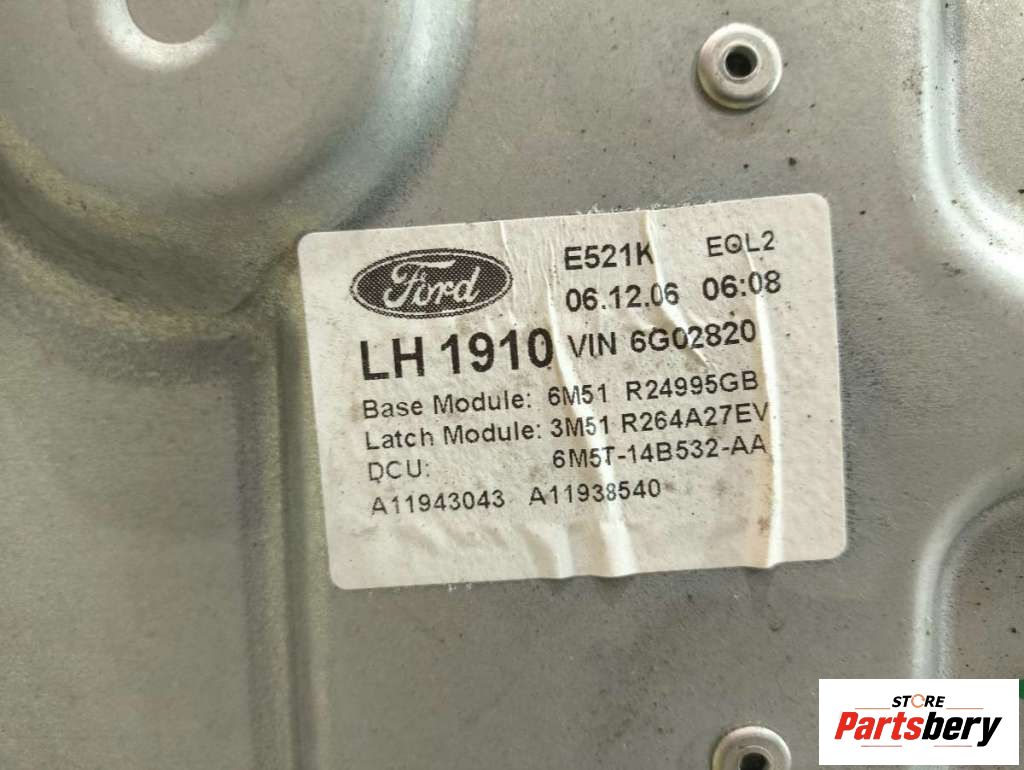 Ford
E521K EOL2
06.12.06 06:08
LH 1910 VIN 6G02820
Base Module: 6M51 R24995GB
Latch Module: 3M51 R264A27EV
DCU: 6M5T-14B532-AA
A11943043 A11938540
STORE
Partsbery